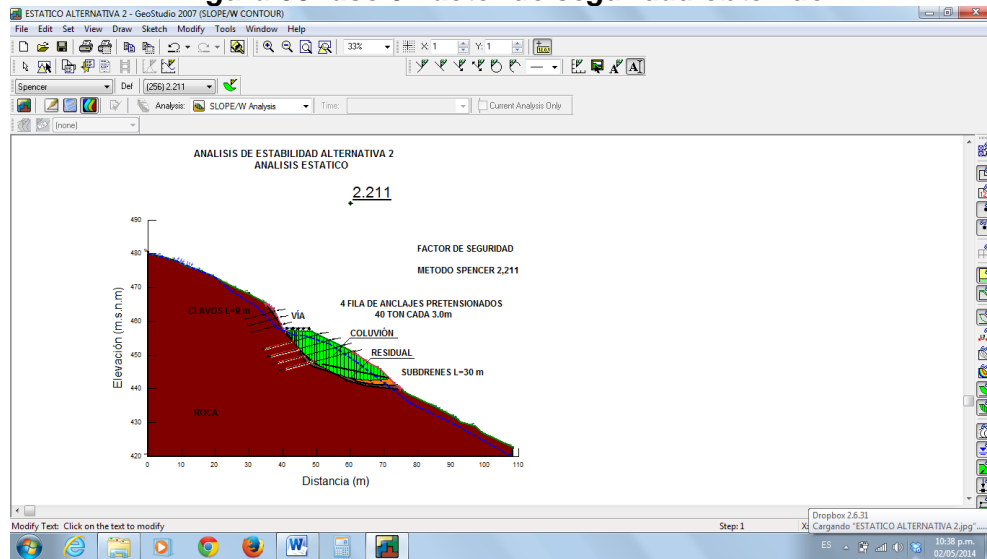 ESTATICO ALTERNATIVA 2 - GeoStudio 2007 (SLOPE/W CONTOUR)
File Edit Set View Draw Sketch Modify Tools Window Help
33% X: 1 Y: 1
Spencer Def (256) 2.211
Analysis: SLOPE/W Analysis Time: Current Analysis Only
(none)
ANALISIS DE ESTABILIDAD ALTERNATIVA 2
ANALISIS ESTATICO
2.211
FACTOR DE SEGURIDAD
METODO SPENCER 2,211
4 FILA DE ANCLAJES PRETENSIONADOS
40 TON CADA 3.0m
CLAVOS L=9 m
VÍA
COLUVIÓN
RESIDUAL
SUBDRENES L=30 m
ROCA
Elevación (m.s.n.m)
490
480
470
460
450
440
430
420
0 10 20 30 40 50 60 70 80 90 100 110
Distancia (m)
Dropbox 2.6.31
Cargando "ESTATICO ALTERNATIVA 2.jpg"...
Modify Text: Click on the text to modify Step: 1
ES 10:38 p.m.
02/05/2014